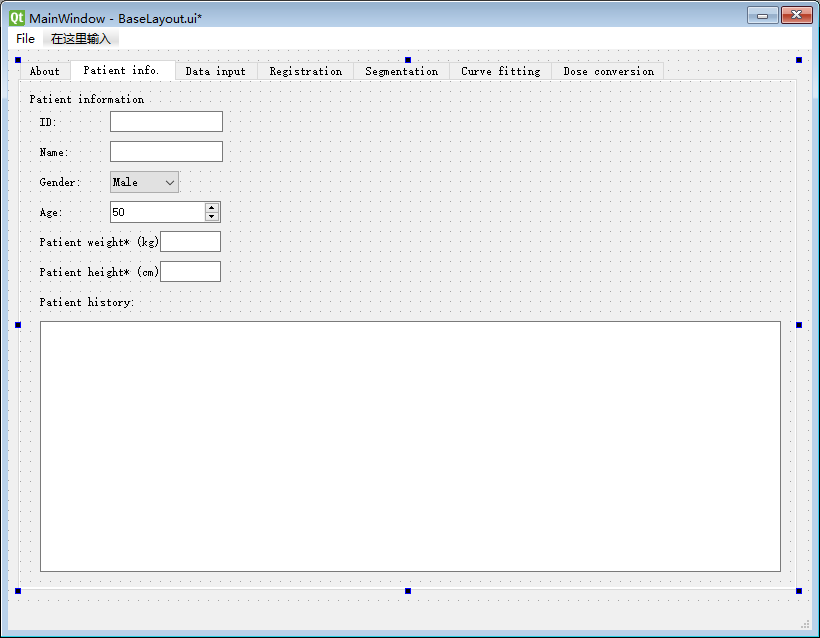 MainWindow - BaseLayout.ui*
File 在这里输入
About Patient info. Data input Registration Segmentation Curve fitting Dose conversion
Patient information
ID:
Name:
Gender: Male
Age: 50
Patient weight* (kg)
Patient height* (cm)
Patient history: